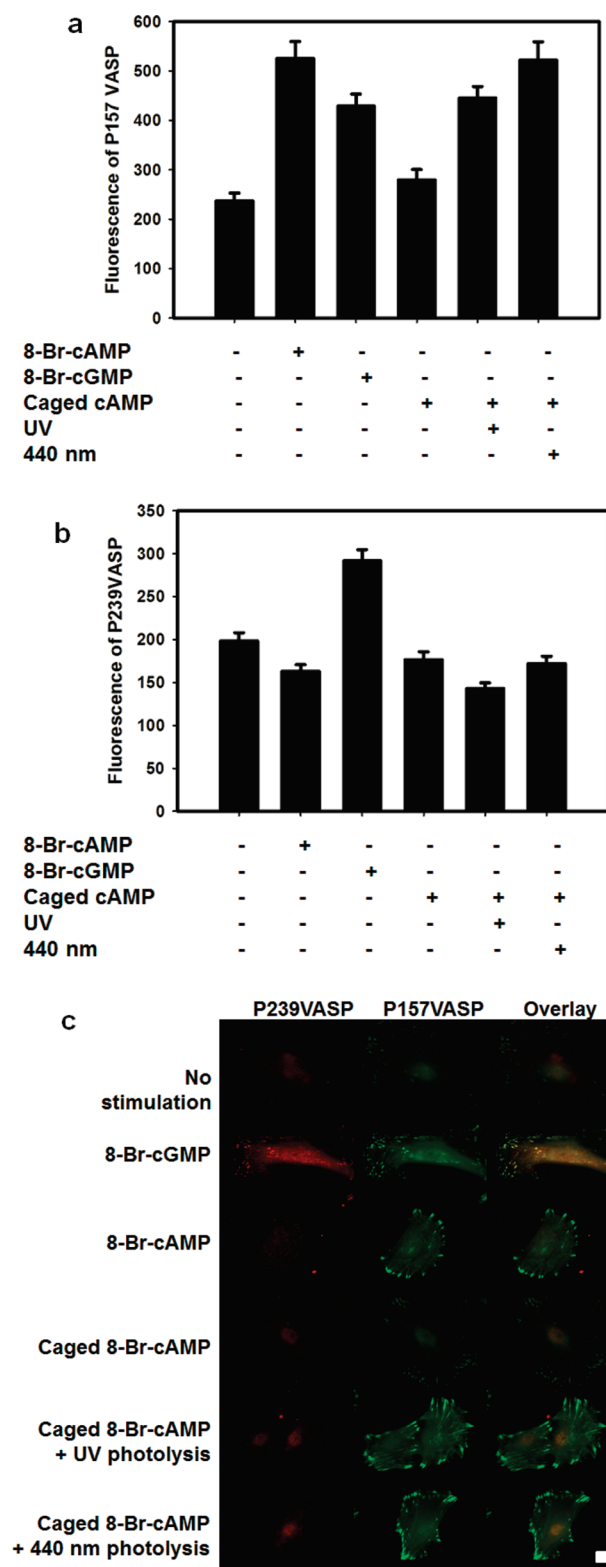 a
Fluorescence of P157 VASP
600
500
400
300
200
100
0
8-Br-cAMP - + - - - -
8-Br-cGMP - - + - - -
Caged cAMP - - - + + +
UV - - - - + -
440 nm - - - - - +
b
Fluorescence of P239VASP
350
300
250
200
150
100
50
0
8-Br-cAMP - + - - - -
8-Br-cGMP - - + - - -
Caged cAMP - - - + + +
UV - - - - + -
440 nm - - - - - +
c
P239VASP P157VASP Overlay
No
stimulation
8-Br-cGMP
8-Br-cAMP
Caged 8-Br-cAMP
Caged 8-Br-cAMP
+ UV photolysis
Caged 8-Br-cAMP
+ 440 nm photolysis